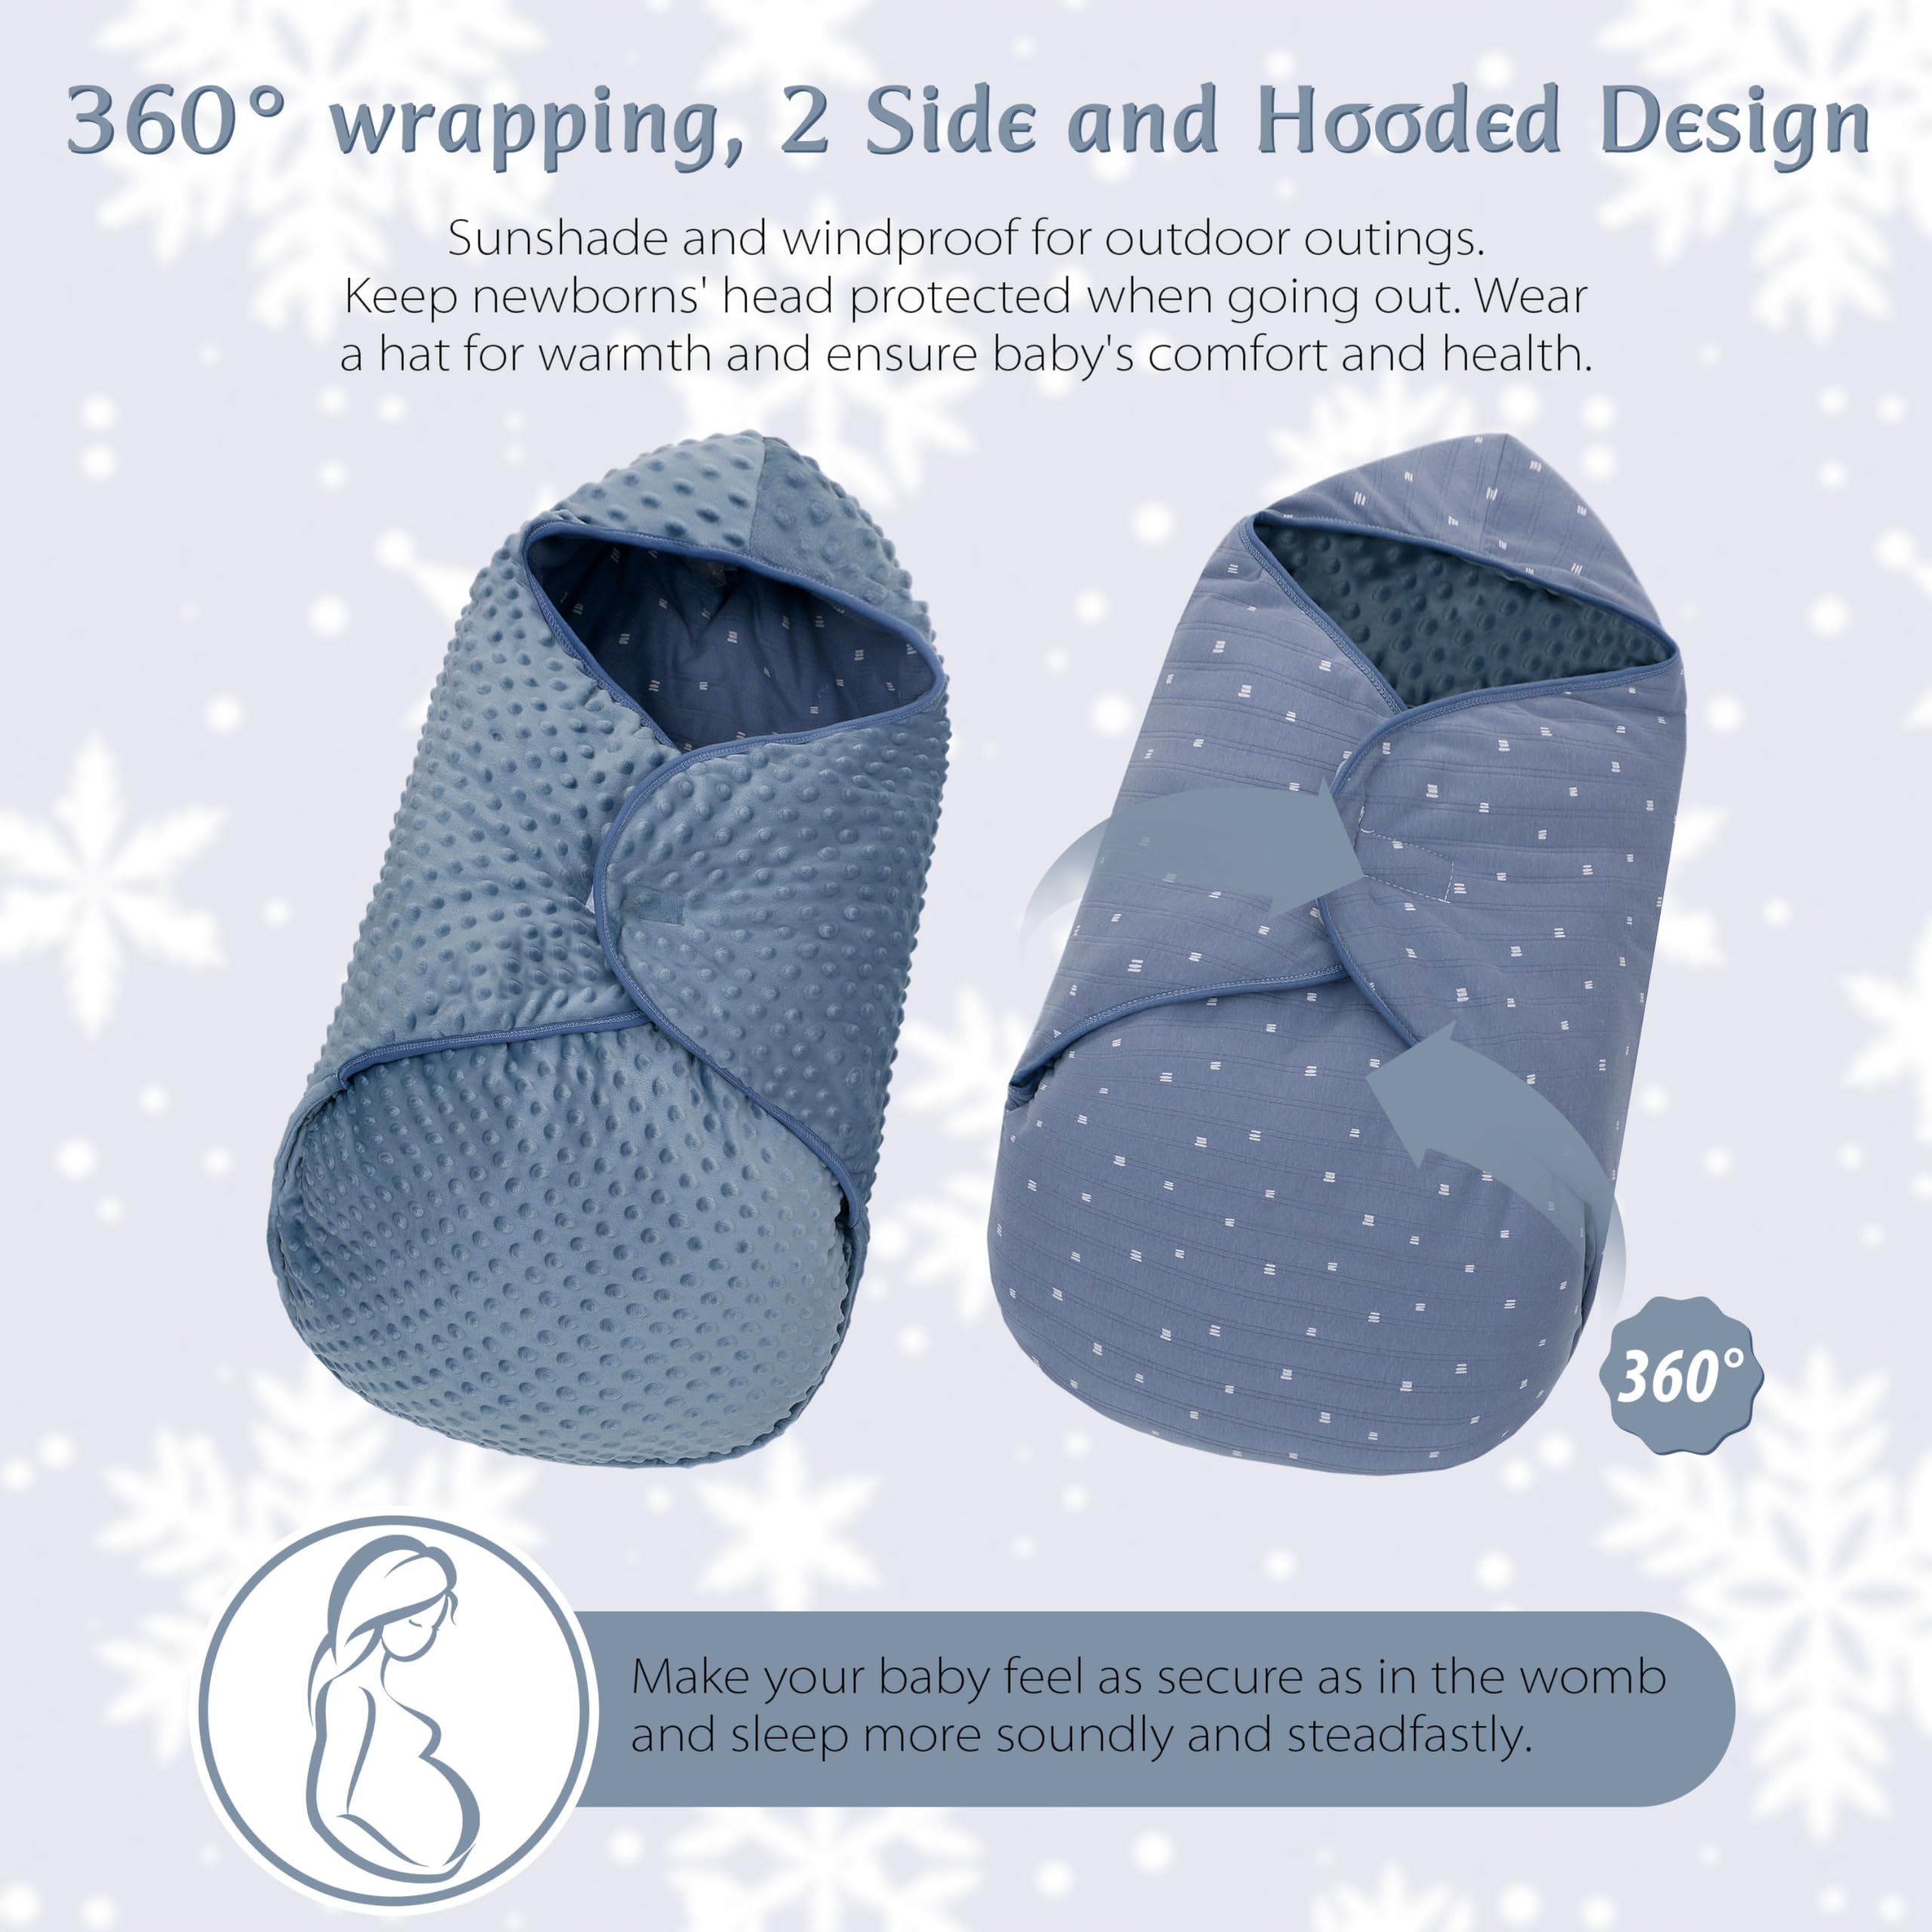 360° wrapping, 2 Side and Hooded Design
Sunshade and windproof for outdoor outings.
Keep newborns' head protected when going out. Wear
a hat for warmth and ensure baby's comfort and health.
360°
Make your baby feel as secure as in the womb
and sleep more soundly and steadfastly.